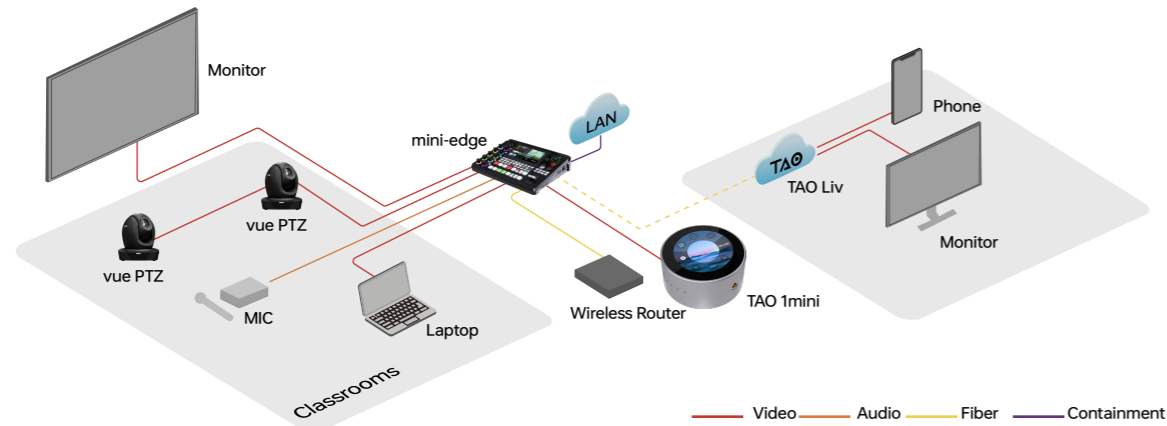 Monitor
mini-edge
LAN
Phone
TAO
TAO Liv
vue PTZ
vue PTZ
Monitor
MIC
Laptop
Wireless Router
TAO 1mini
Classrooms
Video
Audio
Fiber
Containment